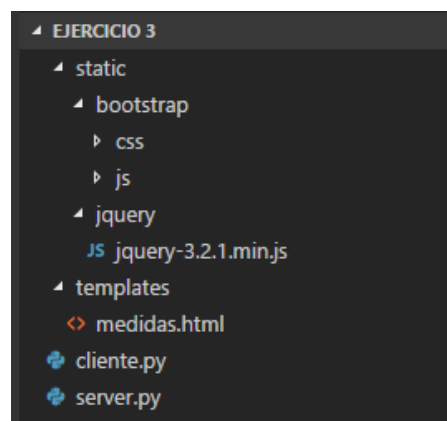 EJERCICIO 3
static
bootstrap
css
js
jquery
JS jquery-3.2.1.min.js
templates
<> medidas.html
cliente.py
server.py